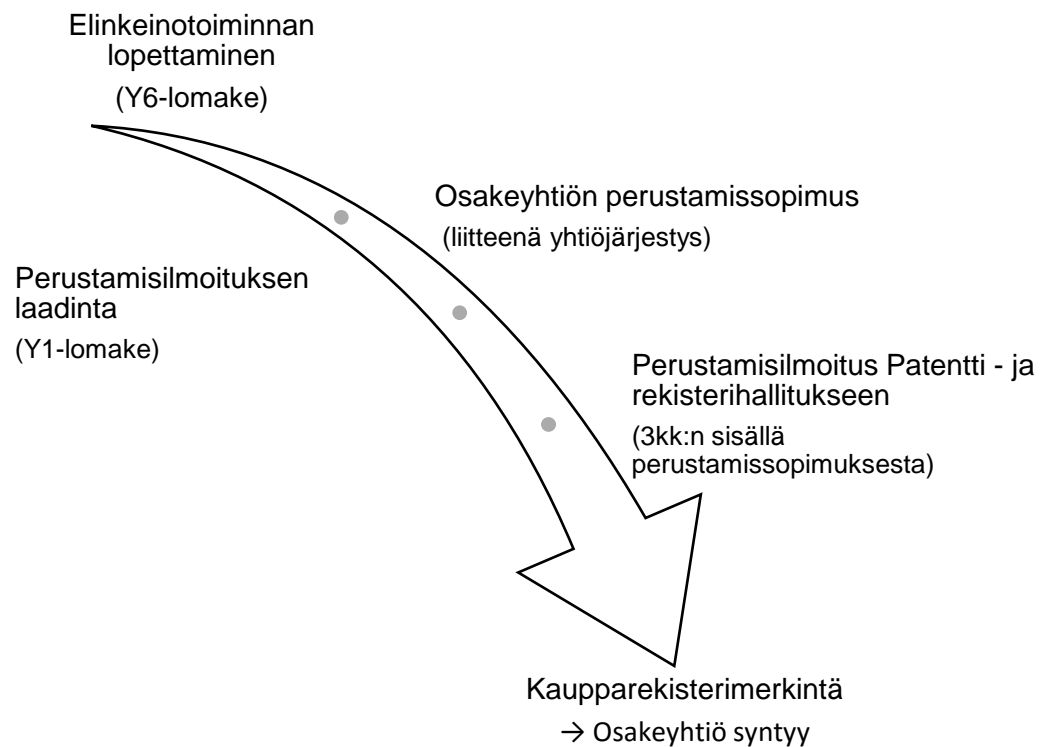 Elinkeinotoiminnan
lopettaminen
(Y6-lomake)
Osakeyhtiön perustamissopimus
(liitteenä yhtiöjärjestys)
Perustamisilmoituksen
laadinta
(Y1-lomake)
Perustamisilmoitus Patentti - ja
rekisterihallitukseen
(3kk:n sisällä
perustamissopimuksesta)
Kaupparekisterimerkintä
→ Osakeyhtiö syntyy